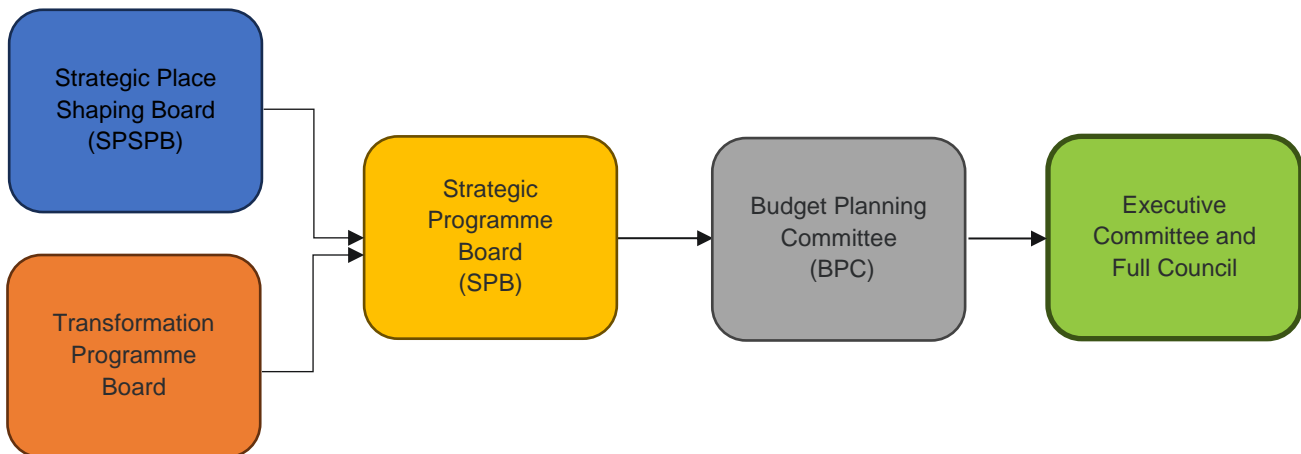 Strategic Place
Shaping Board
(SPSPB)
Transformation
Programme
Board
Strategic
Programme
Board
(SPB)
Budget Planning
Committee
(BPC)
Executive
Committee and
Full Council